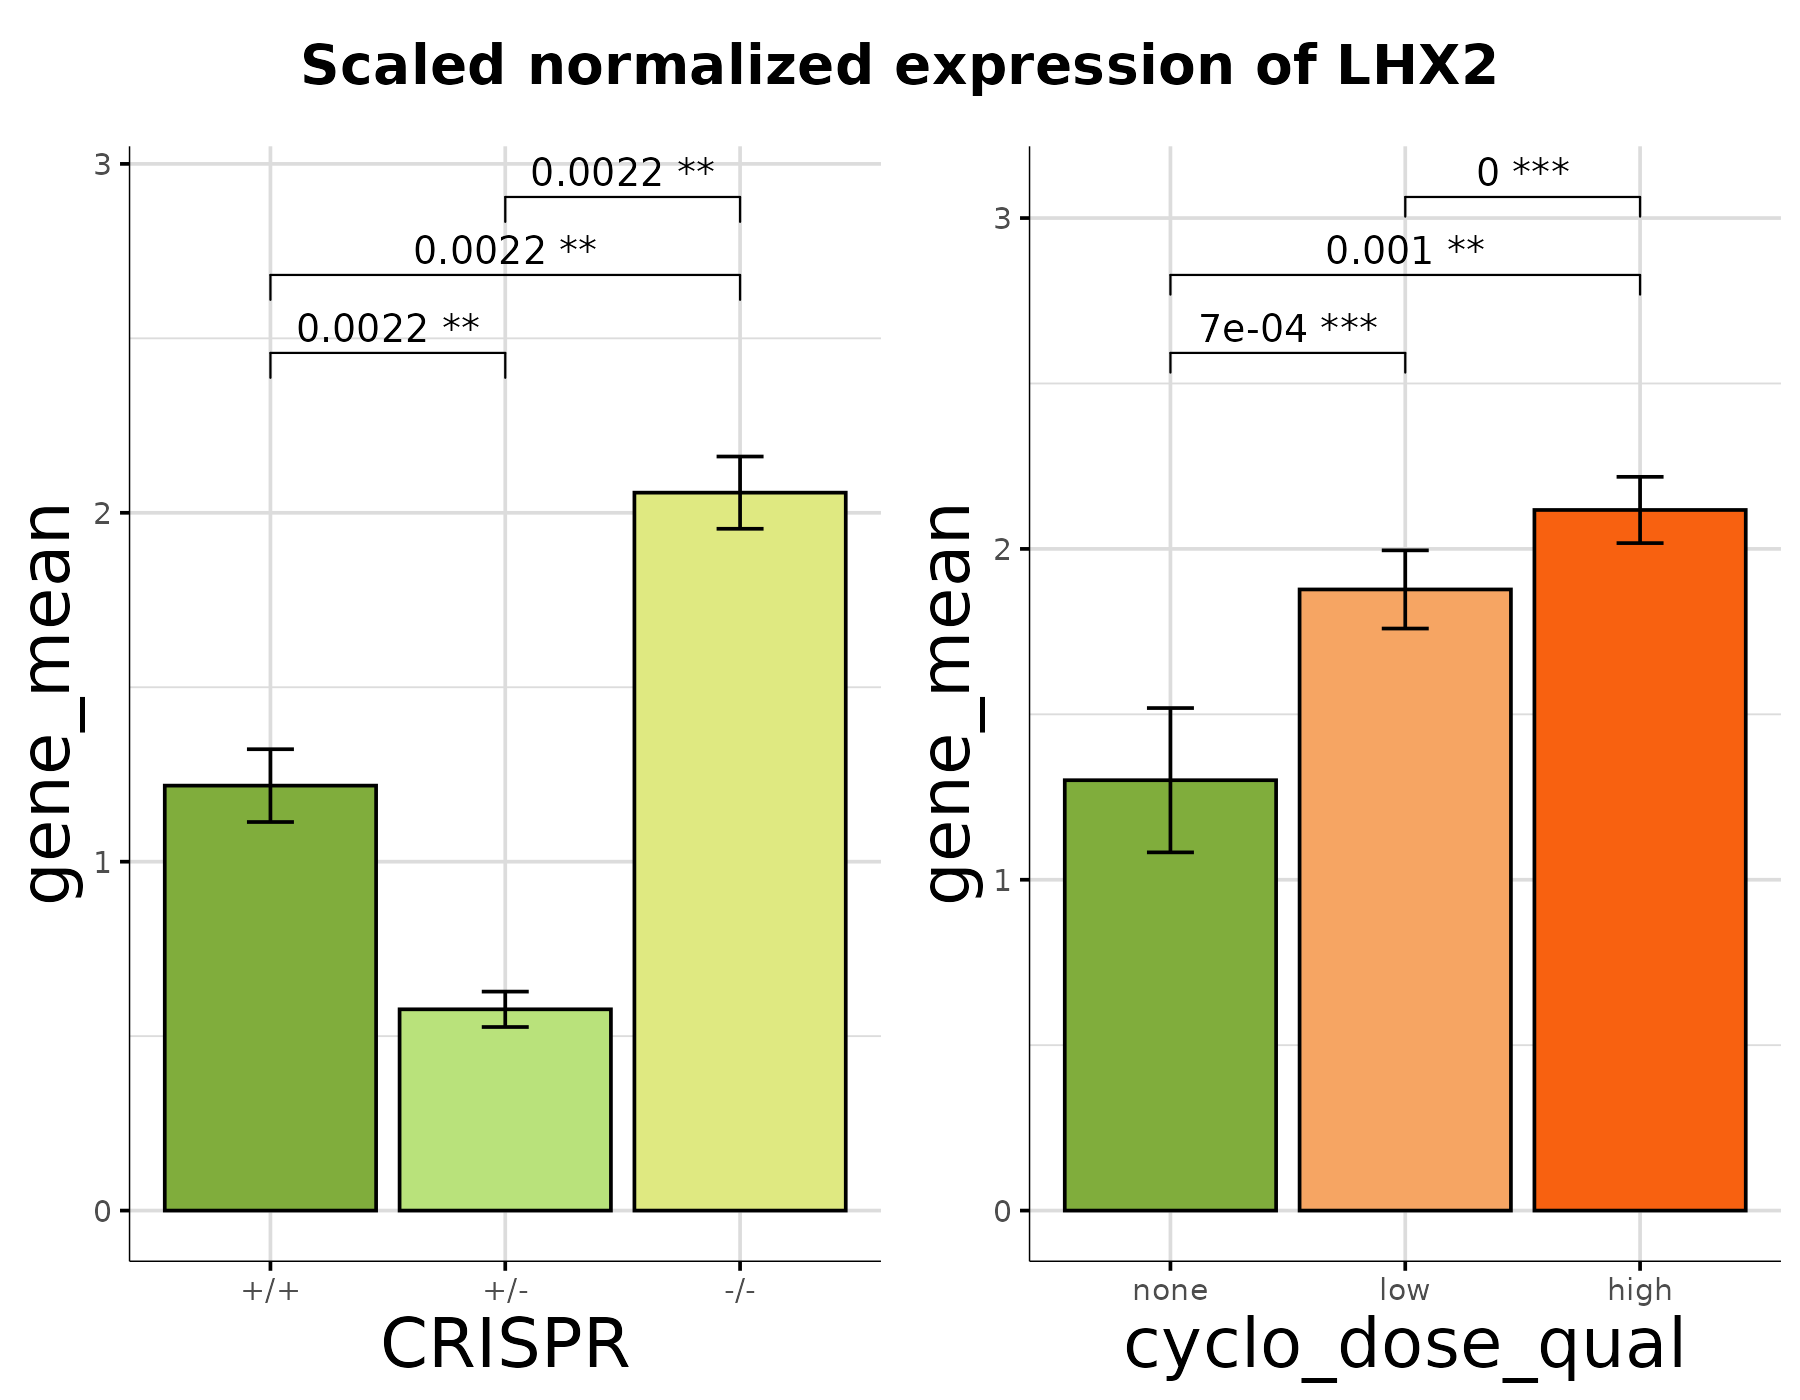 Scaled normalized expression of LHX2
gene_mean
3
2
1
0
0.0022 **
0.0022 **
0.0022 **
+/+ +/- -/-
CRISPR
gene_mean
3
2
1
0
0 ***
0.001 **
7e-04 ***
none low high
cyclo_dose_qual